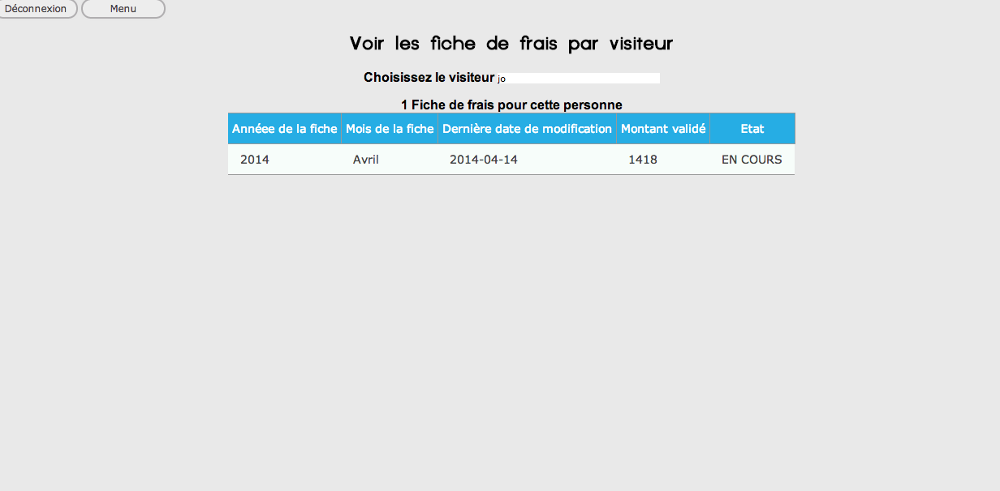 Déconnexion Menu
Voir les fiche de frais par visiteur
Choisissez le visiteur jo
1 Fiche de frais pour cette personne
Annéee de la fiche Mois de la fiche Dernière date de modification Montant validé Etat
2014 Avril 2014-04-14 1418 EN COURS